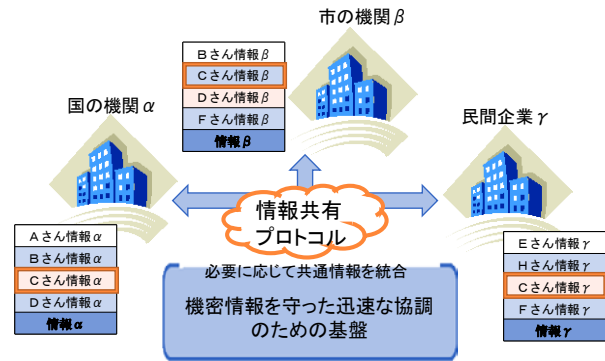 市の機関β
Bさん情報β
Cさん情報β
Dさん情報β
Fさん情報β
情報β
国の機関α
民間企業γ
情報共有
プロトコル
Aさん情報α
Bさん情報α
Cさん情報α
Dさん情報α
情報α
必要に応じて共通情報を統合
機密情報を守った迅速な協調
のための基盤
Eさん情報γ
Hさん情報γ
Cさん情報γ
Fさん情報γ
情報γ